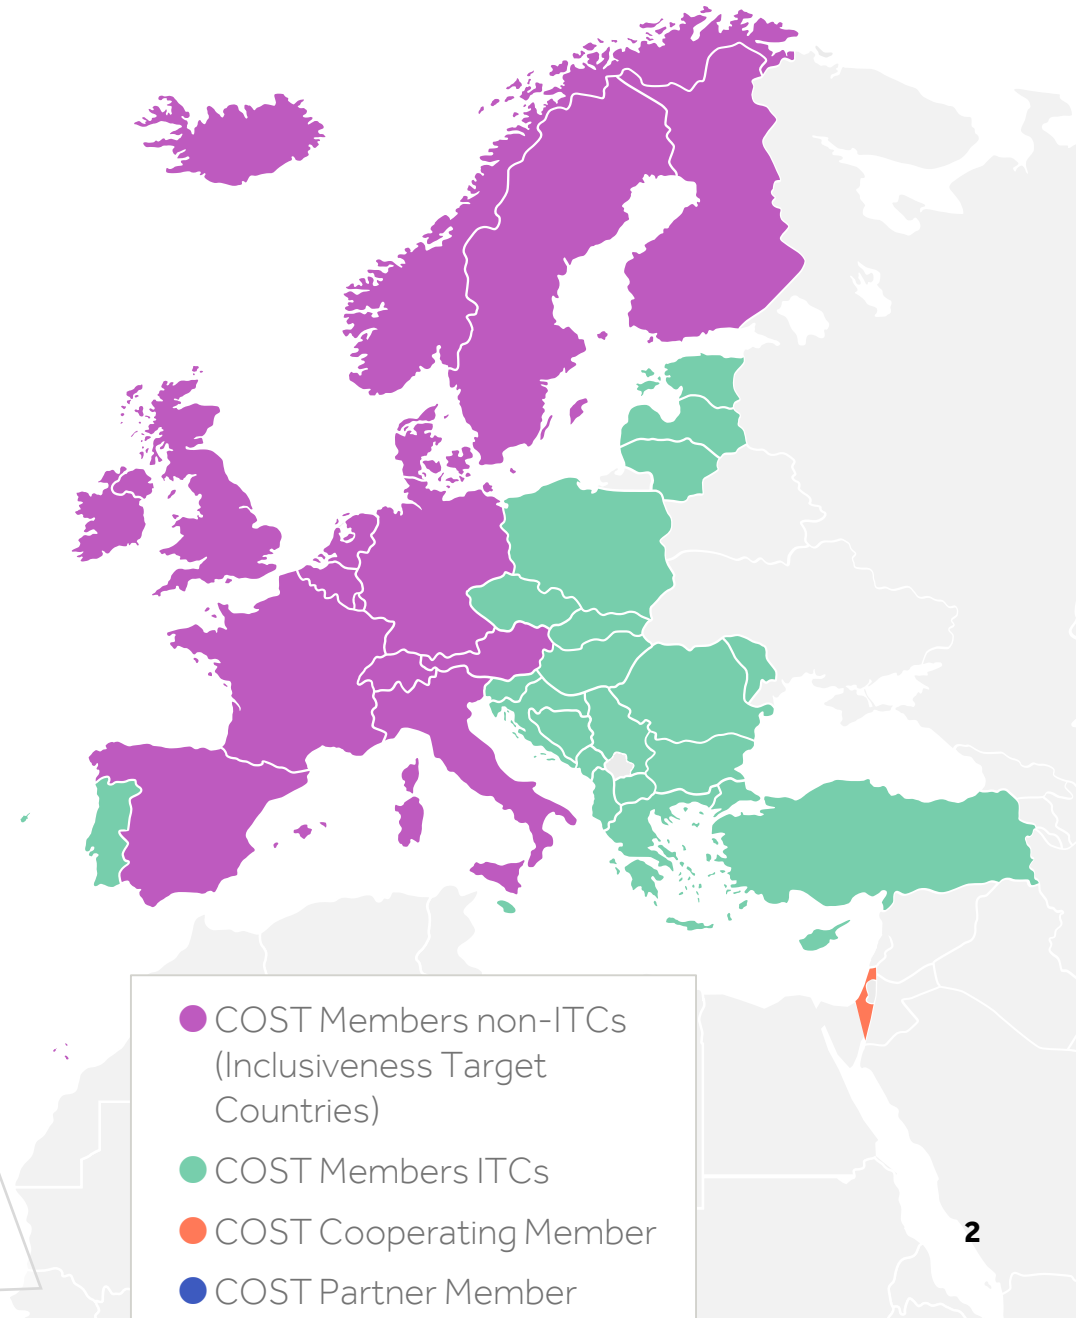 COST Members non-ITCs
(Inclusiveness Target
Countries)
COST Members ITCs
COST Cooperating Member
COST Partner Member
2